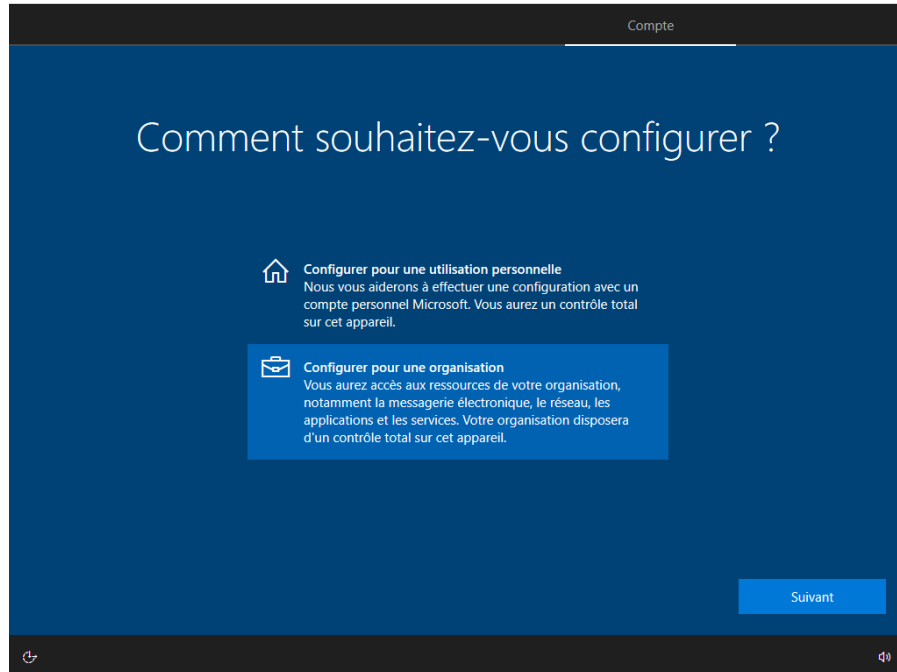 Compte
Comment souhaitez-vous configurer ?
Configurer pour une utilisation personnelle
Nous vous aiderons à effectuer une configuration avec un
compte personnel Microsoft. Vous aurez un contrôle total
sur cet appareil.
Configurer pour une organisation
Vous aurez accès aux ressources de votre organisation,
notamment la messagerie électronique, le réseau, les
applications et les services. Votre organisation disposera
d'un contrôle total sur cet appareil.
Suivant